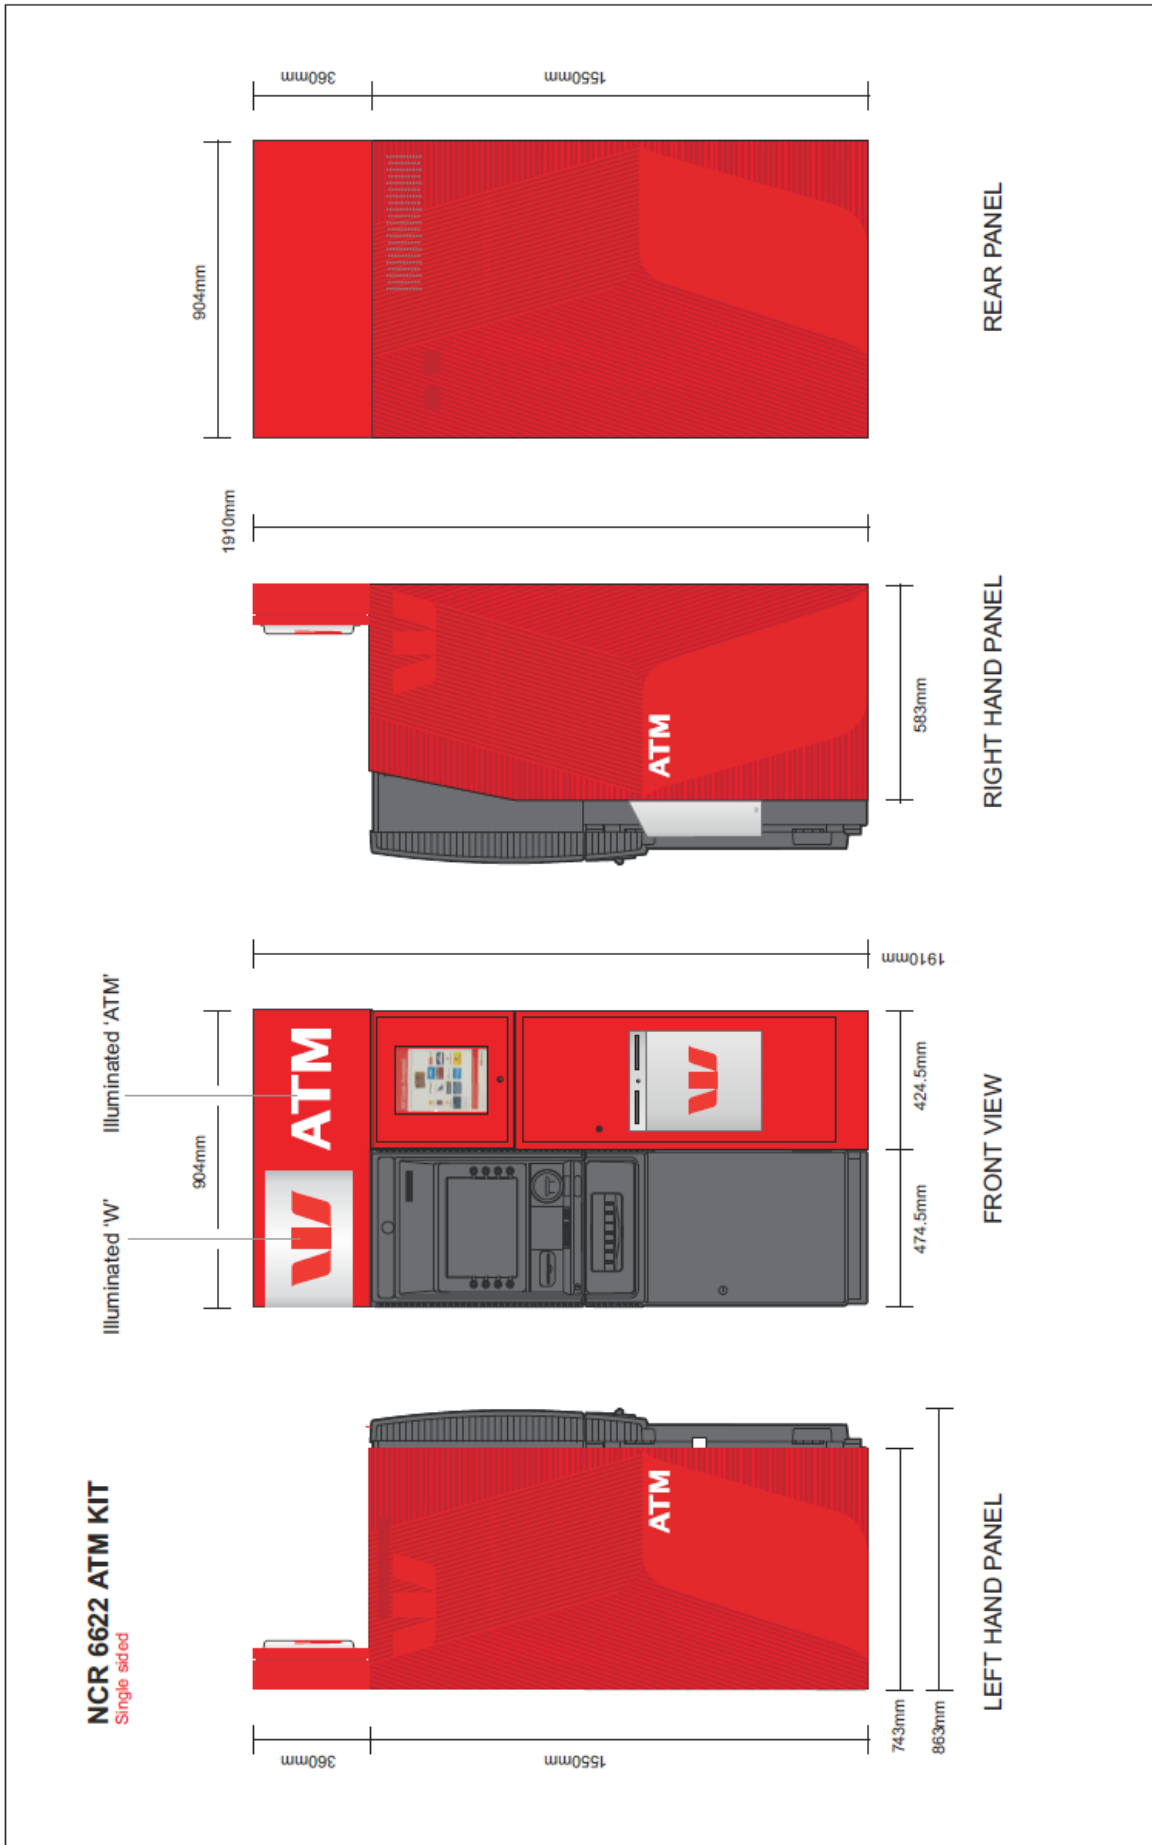 NCR 6622 ATM KIT
Single sided
Illuminated 'W'
Illuminated 'ATM'
904mm
904mm
360mm
1550mm
743mm
863mm
ATM
LEFT HAND PANEL
ATM
474.5mm
424.5mm
1910mm
FRONT VIEW
1910mm
ATM
583mm
RIGHT HAND PANEL
360mm
1550mm
REAR PANEL